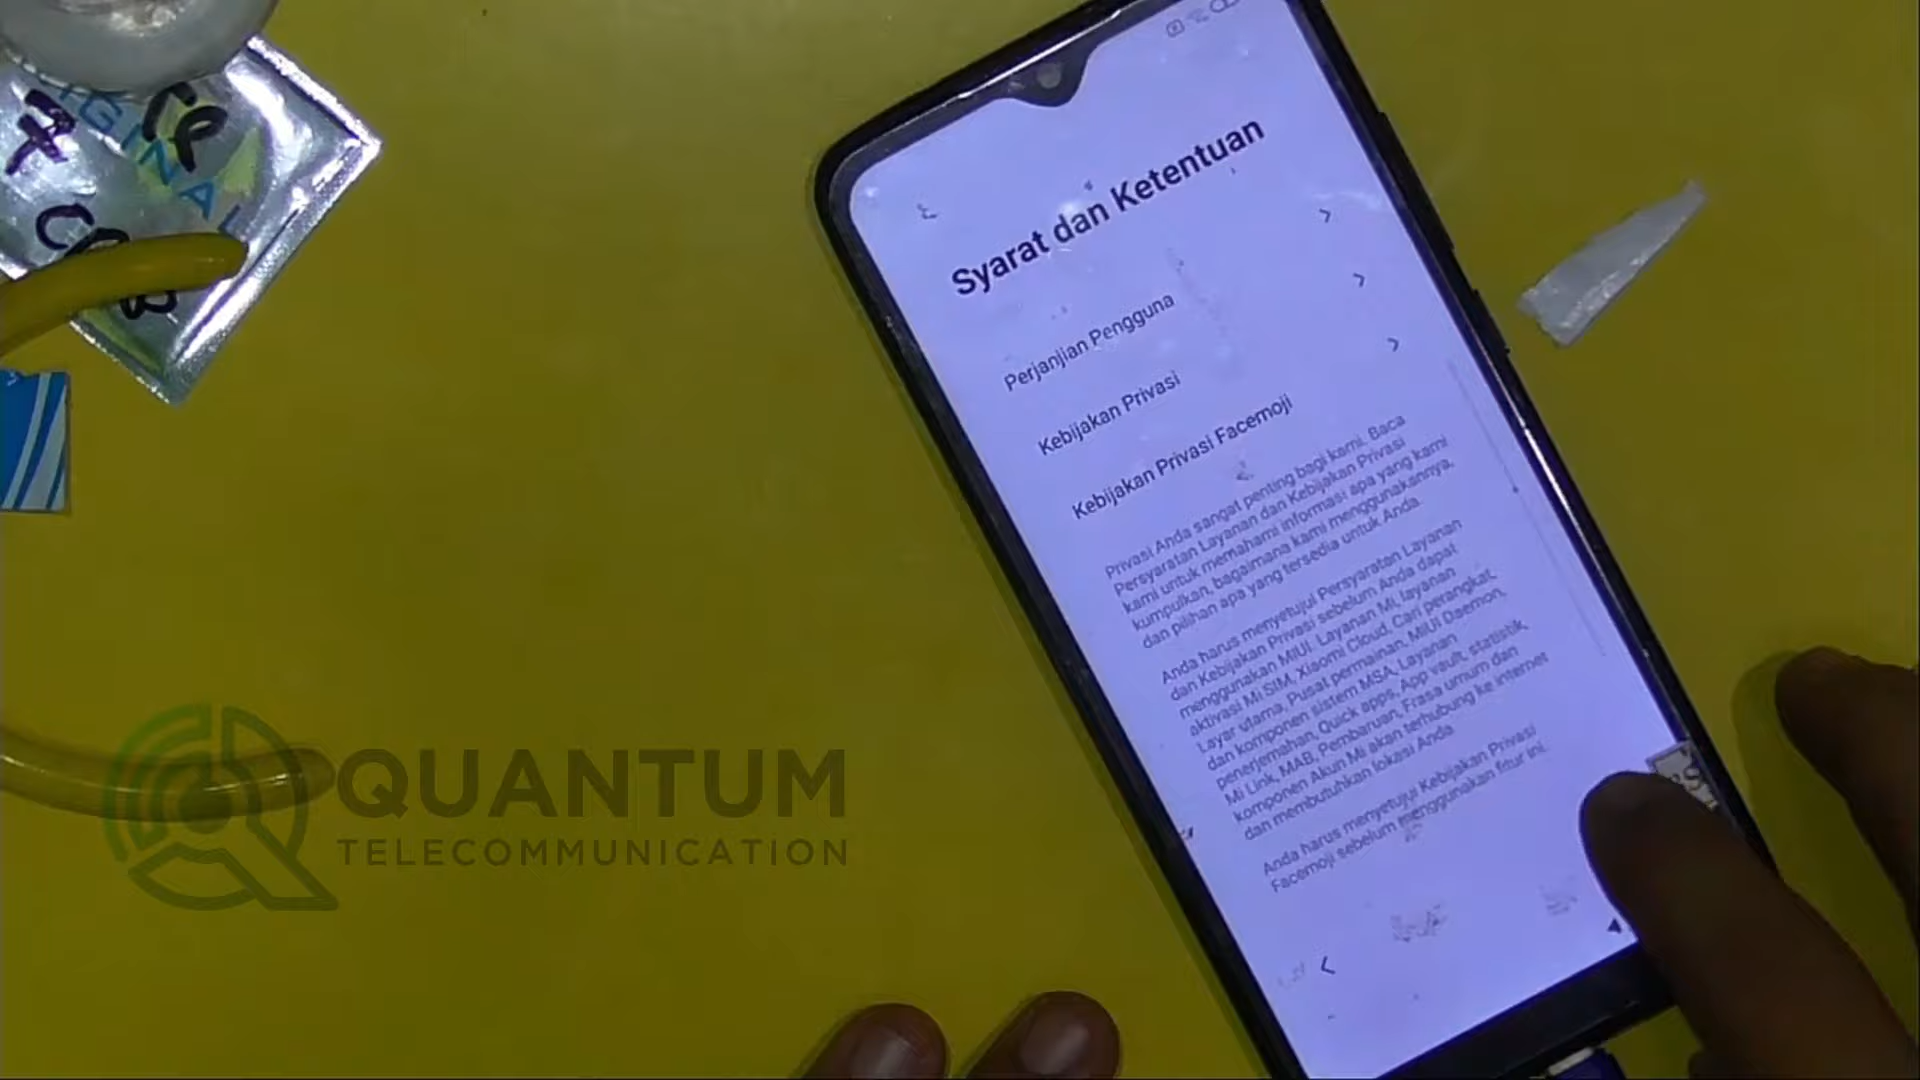 Syarat dan Ketentuan
Perjanjian Pengguna
Kebijakan Privasi
Kebijakan Privasi Facemoji
Privasi Anda sangat penting bagi kami. Baca
Persyaratan Layanan dan Kebijakan Privasi
kami untuk memahami informasi apa yang kami
kumpulkan, bagaimana kami menggunakannya,
dan pilihan apa yang tersedia untuk Anda
Anda harus menyetujui Persyaratan Layanan
dan Kebijakan Privasi sebelum Anda dapat
menggunakan MIUI. Layanan Mi, layanan
aktivasi Mi SIM, Xiaomi Cloud, Cari perangkat,
Layar utama, Pusat permainan, MIUI Daemon,
dan komponen sistem MSA, Layanan
penerjemahan, Quick apps, App vault, statistik,
Mi Link, MAB, Pembaruan, Frasa umum dan
komponen Akun Mi akan terhubung ke internet
dan membutuhkan lokasi Anda
Anda harus menyetujui Kebijakan Privasi
Facemoji sebelum menggunakan fitur ini.
QUANTUM
TELECOMMUNICATION